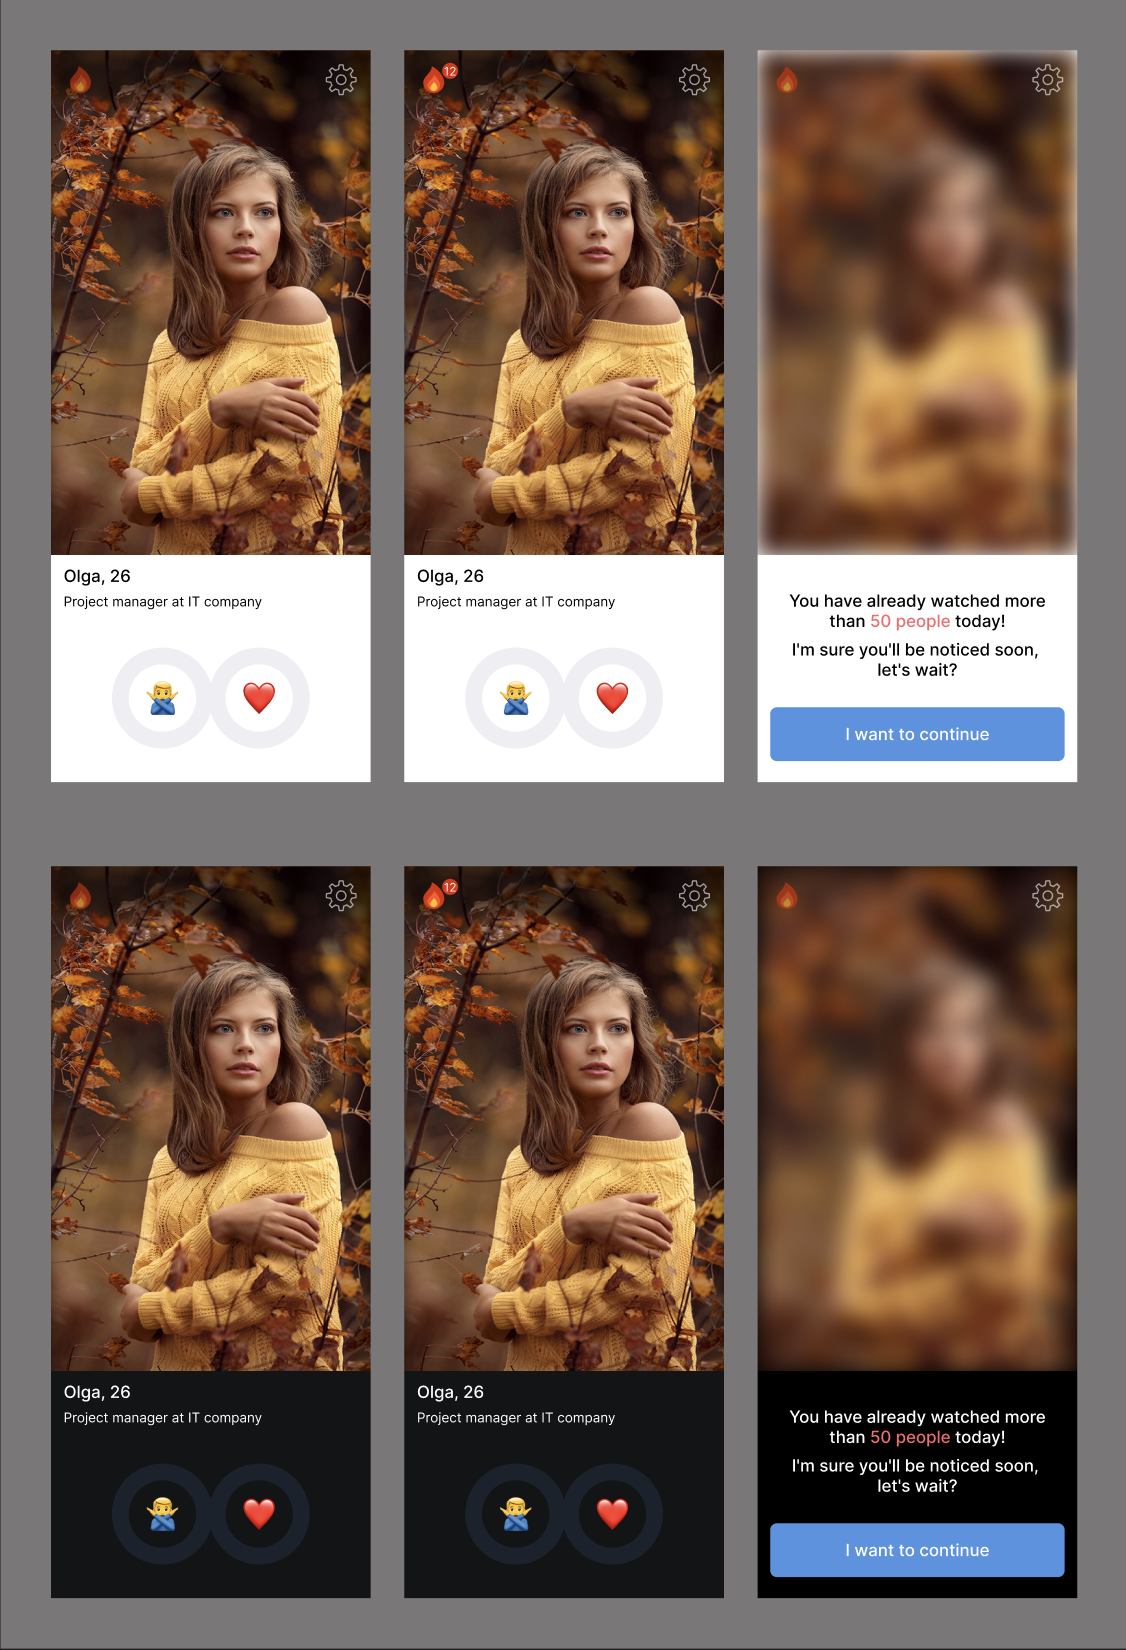 12
Olga, 26
Project manager at IT company
Olga, 26
Project manager at IT company
You have already watched more
than 50 people today!
I'm sure you'll be noticed soon,
let's wait?
I want to continue
12
Olga, 26
Project manager at IT company
Olga, 26
Project manager at IT company
You have already watched more
than 50 people today!
I'm sure you'll be noticed soon,
let's wait?
I want to continue